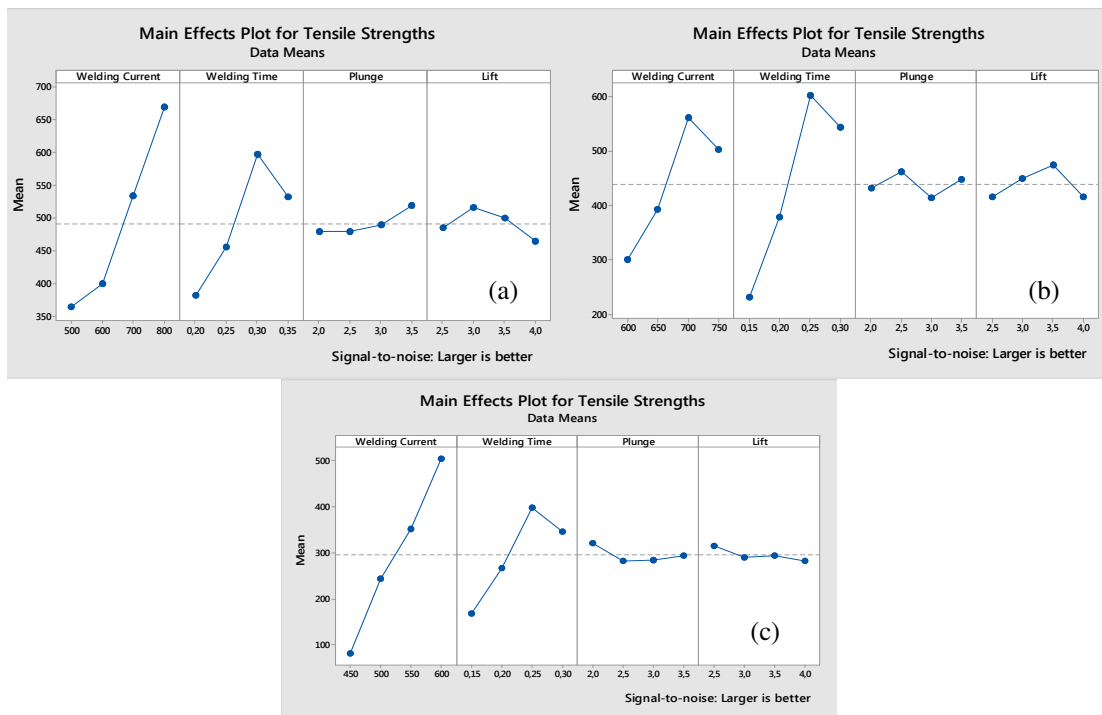 Main Effects Plot for Tensile Strengths
Data Means
Welding Current Welding Time Plunge Lift
Mean
700
650
600
550
500
450
400
350
500 600 700 800 0,20 0,25 0,30 0,35 2,0 2,5 3,0 3,5 2,5 3,0 3,5 4,0
(a)
Signal-to-noise: Larger is better
Main Effects Plot for Tensile Strengths
Data Means
Welding Current Welding Time Plunge Lift
Mean
600
500
400
300
200
600 650 700 750 0,15 0,20 0,25 0,30 2,0 2,5 3,0 3,5 2,5 3,0 3,5 4,0
(b)
Signal-to-noise: Larger is better
Main Effects Plot for Tensile Strengths
Data Means
Welding Current Welding Time Plunge Lift
Mean
500
400
300
200
100
450 500 550 600 0,15 0,20 0,25 0,30 2,0 2,5 3,0 3,5 2,5 3,0 3,5 4,0
(c)
Signal-to-noise: Larger is better